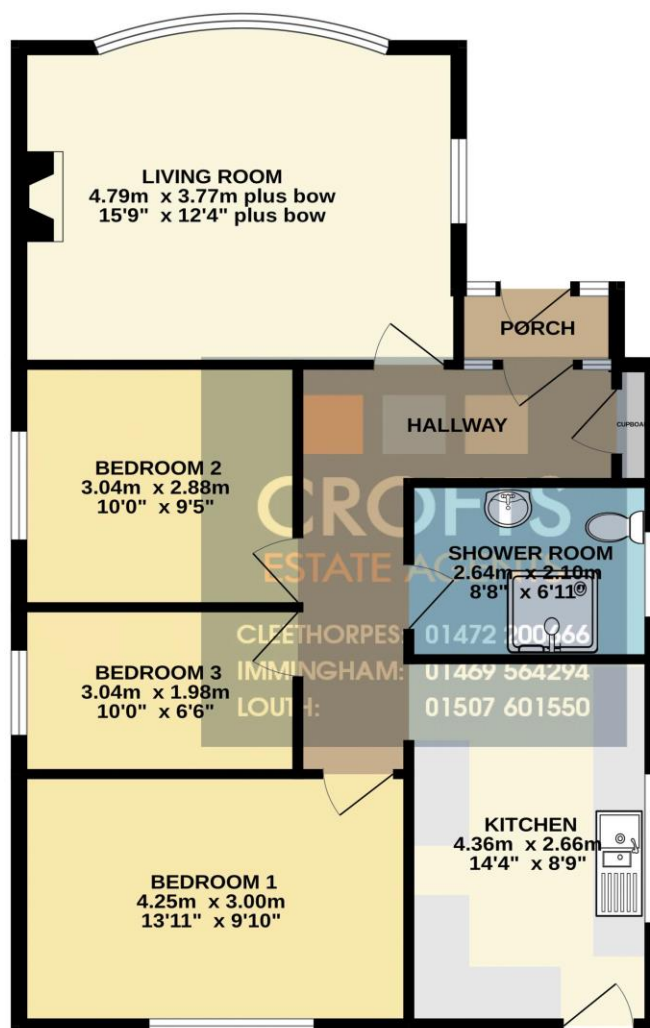 LIVING ROOM
4.79m x 3.77m plus bow
15'9" x 12'4" plus bow
PORCH
HALLWAY
BEDROOM 2
3.04m x 2.88m
10'0" x 9'5"
CROFTS
ESTATE AGENTS
SHOWER ROOM
2.64m x 2.10m
8'8" x 6'11"
CLEETHORPES: 01472 200666
IMMINGHAM: 01469 564294
LOUTH: 01507 601550
BEDROOM 3
3.04m x 1.98m
10'0" x 6'6"
KITCHEN
4.36m x 2.66m
14'4" x 8'9"
BEDROOM 1
4.25m x 3.00m
13'11" x 9'10"